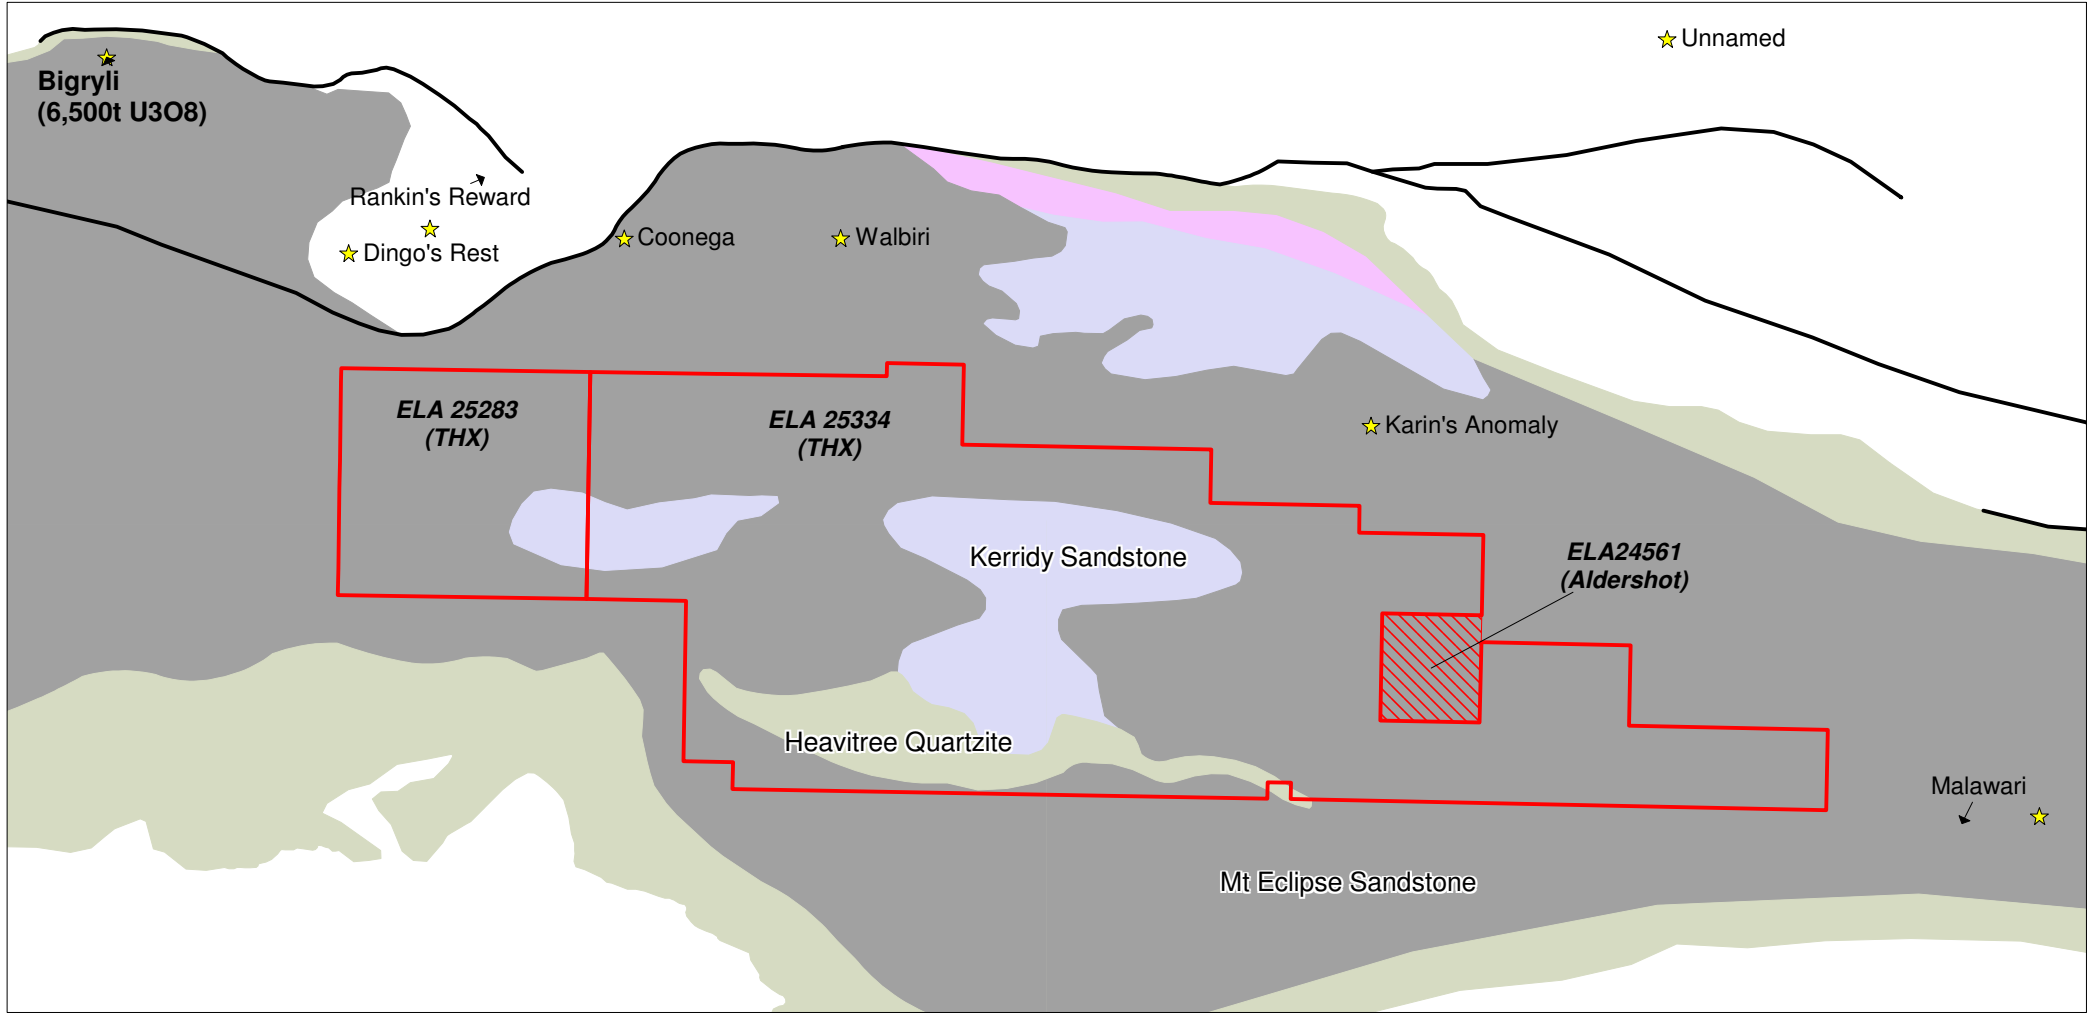 Unnamed
Bigryli
(6,500t U3O8)
Rankin's Reward
Dingo's Rest
Coonega
Walbiri
ELA 25283
(THX)
ELA 25334
(THX)
Karin's Anomaly
Kerridy Sandstone
ELA24561
(Aldershot)
Heavitree Quartzite
Malawari
Mt Eclipse Sandstone